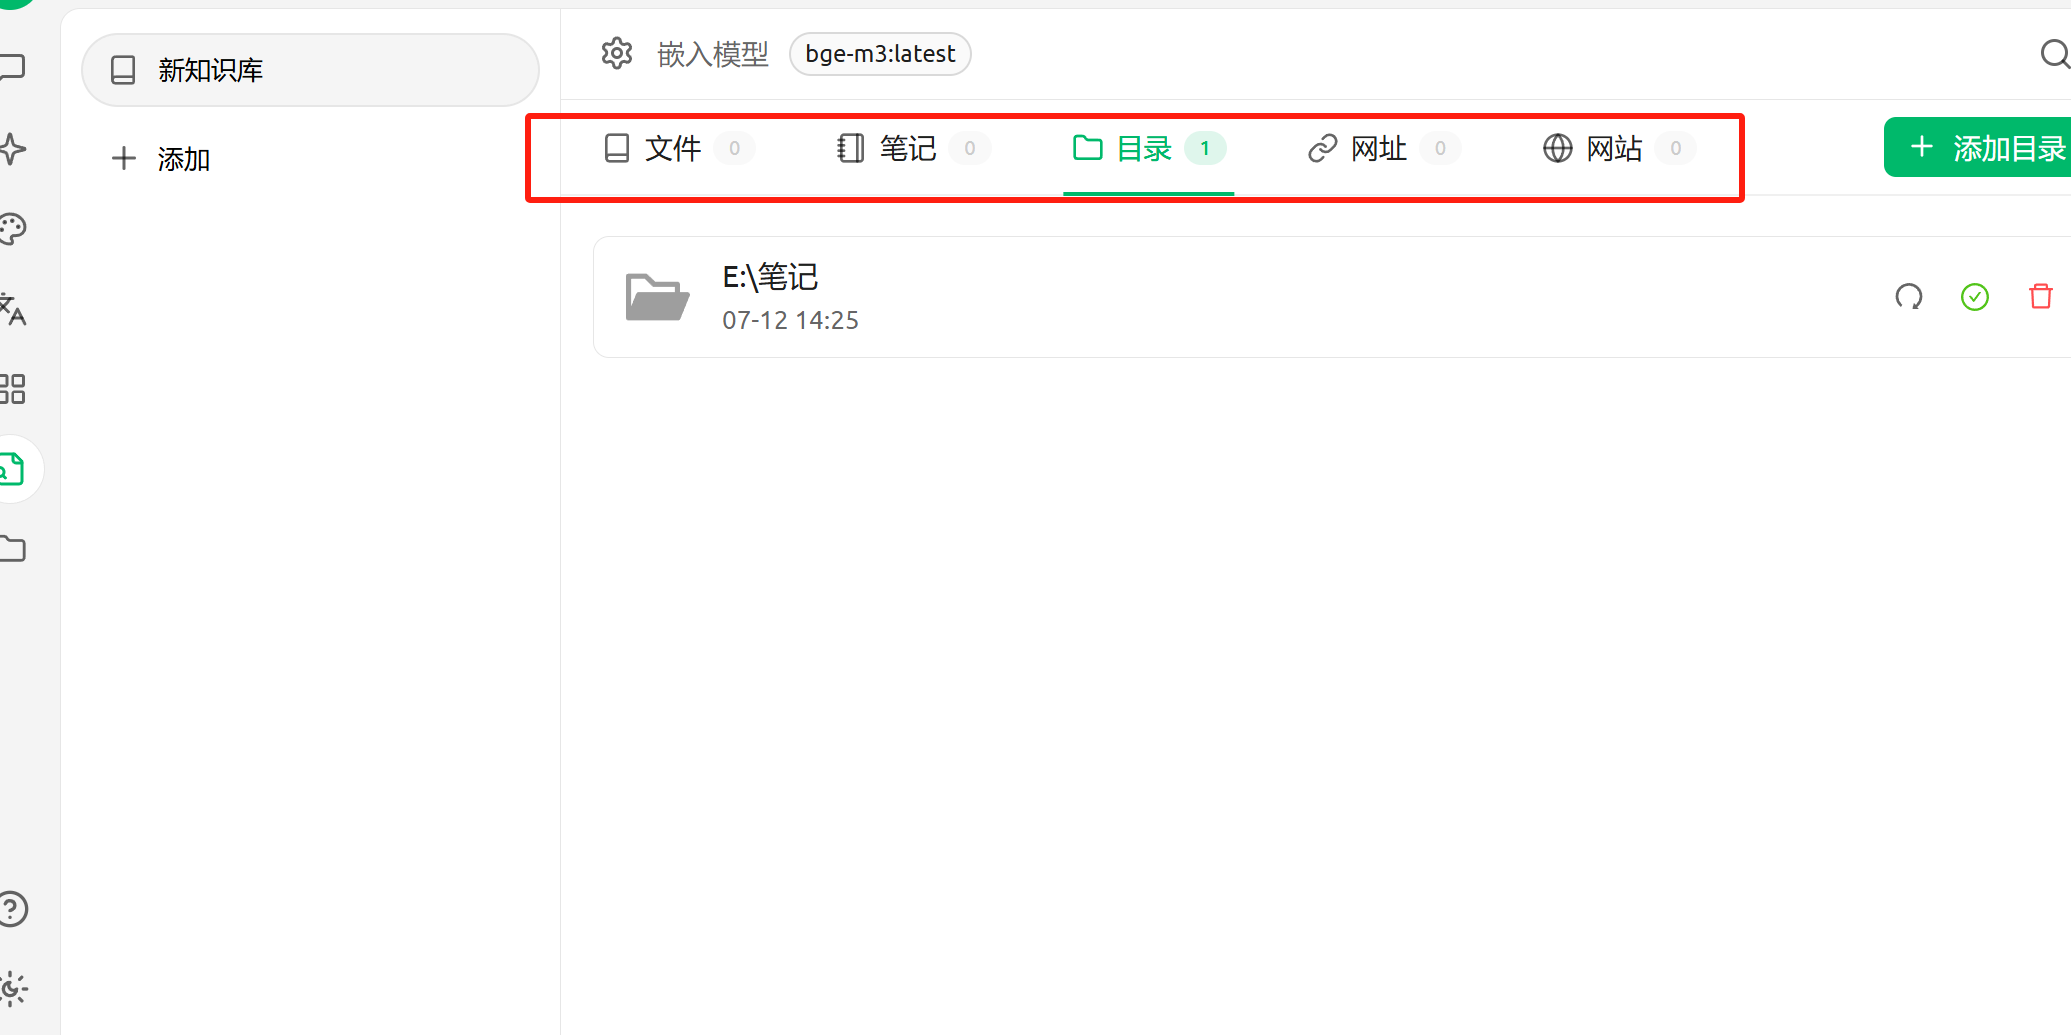 新知识库
添加
嵌入模型 bge-m3:latest
文件 0 笔记 0 目录 1 网址 0 网站 0
添加目录
E:\笔记
07-12 14:25